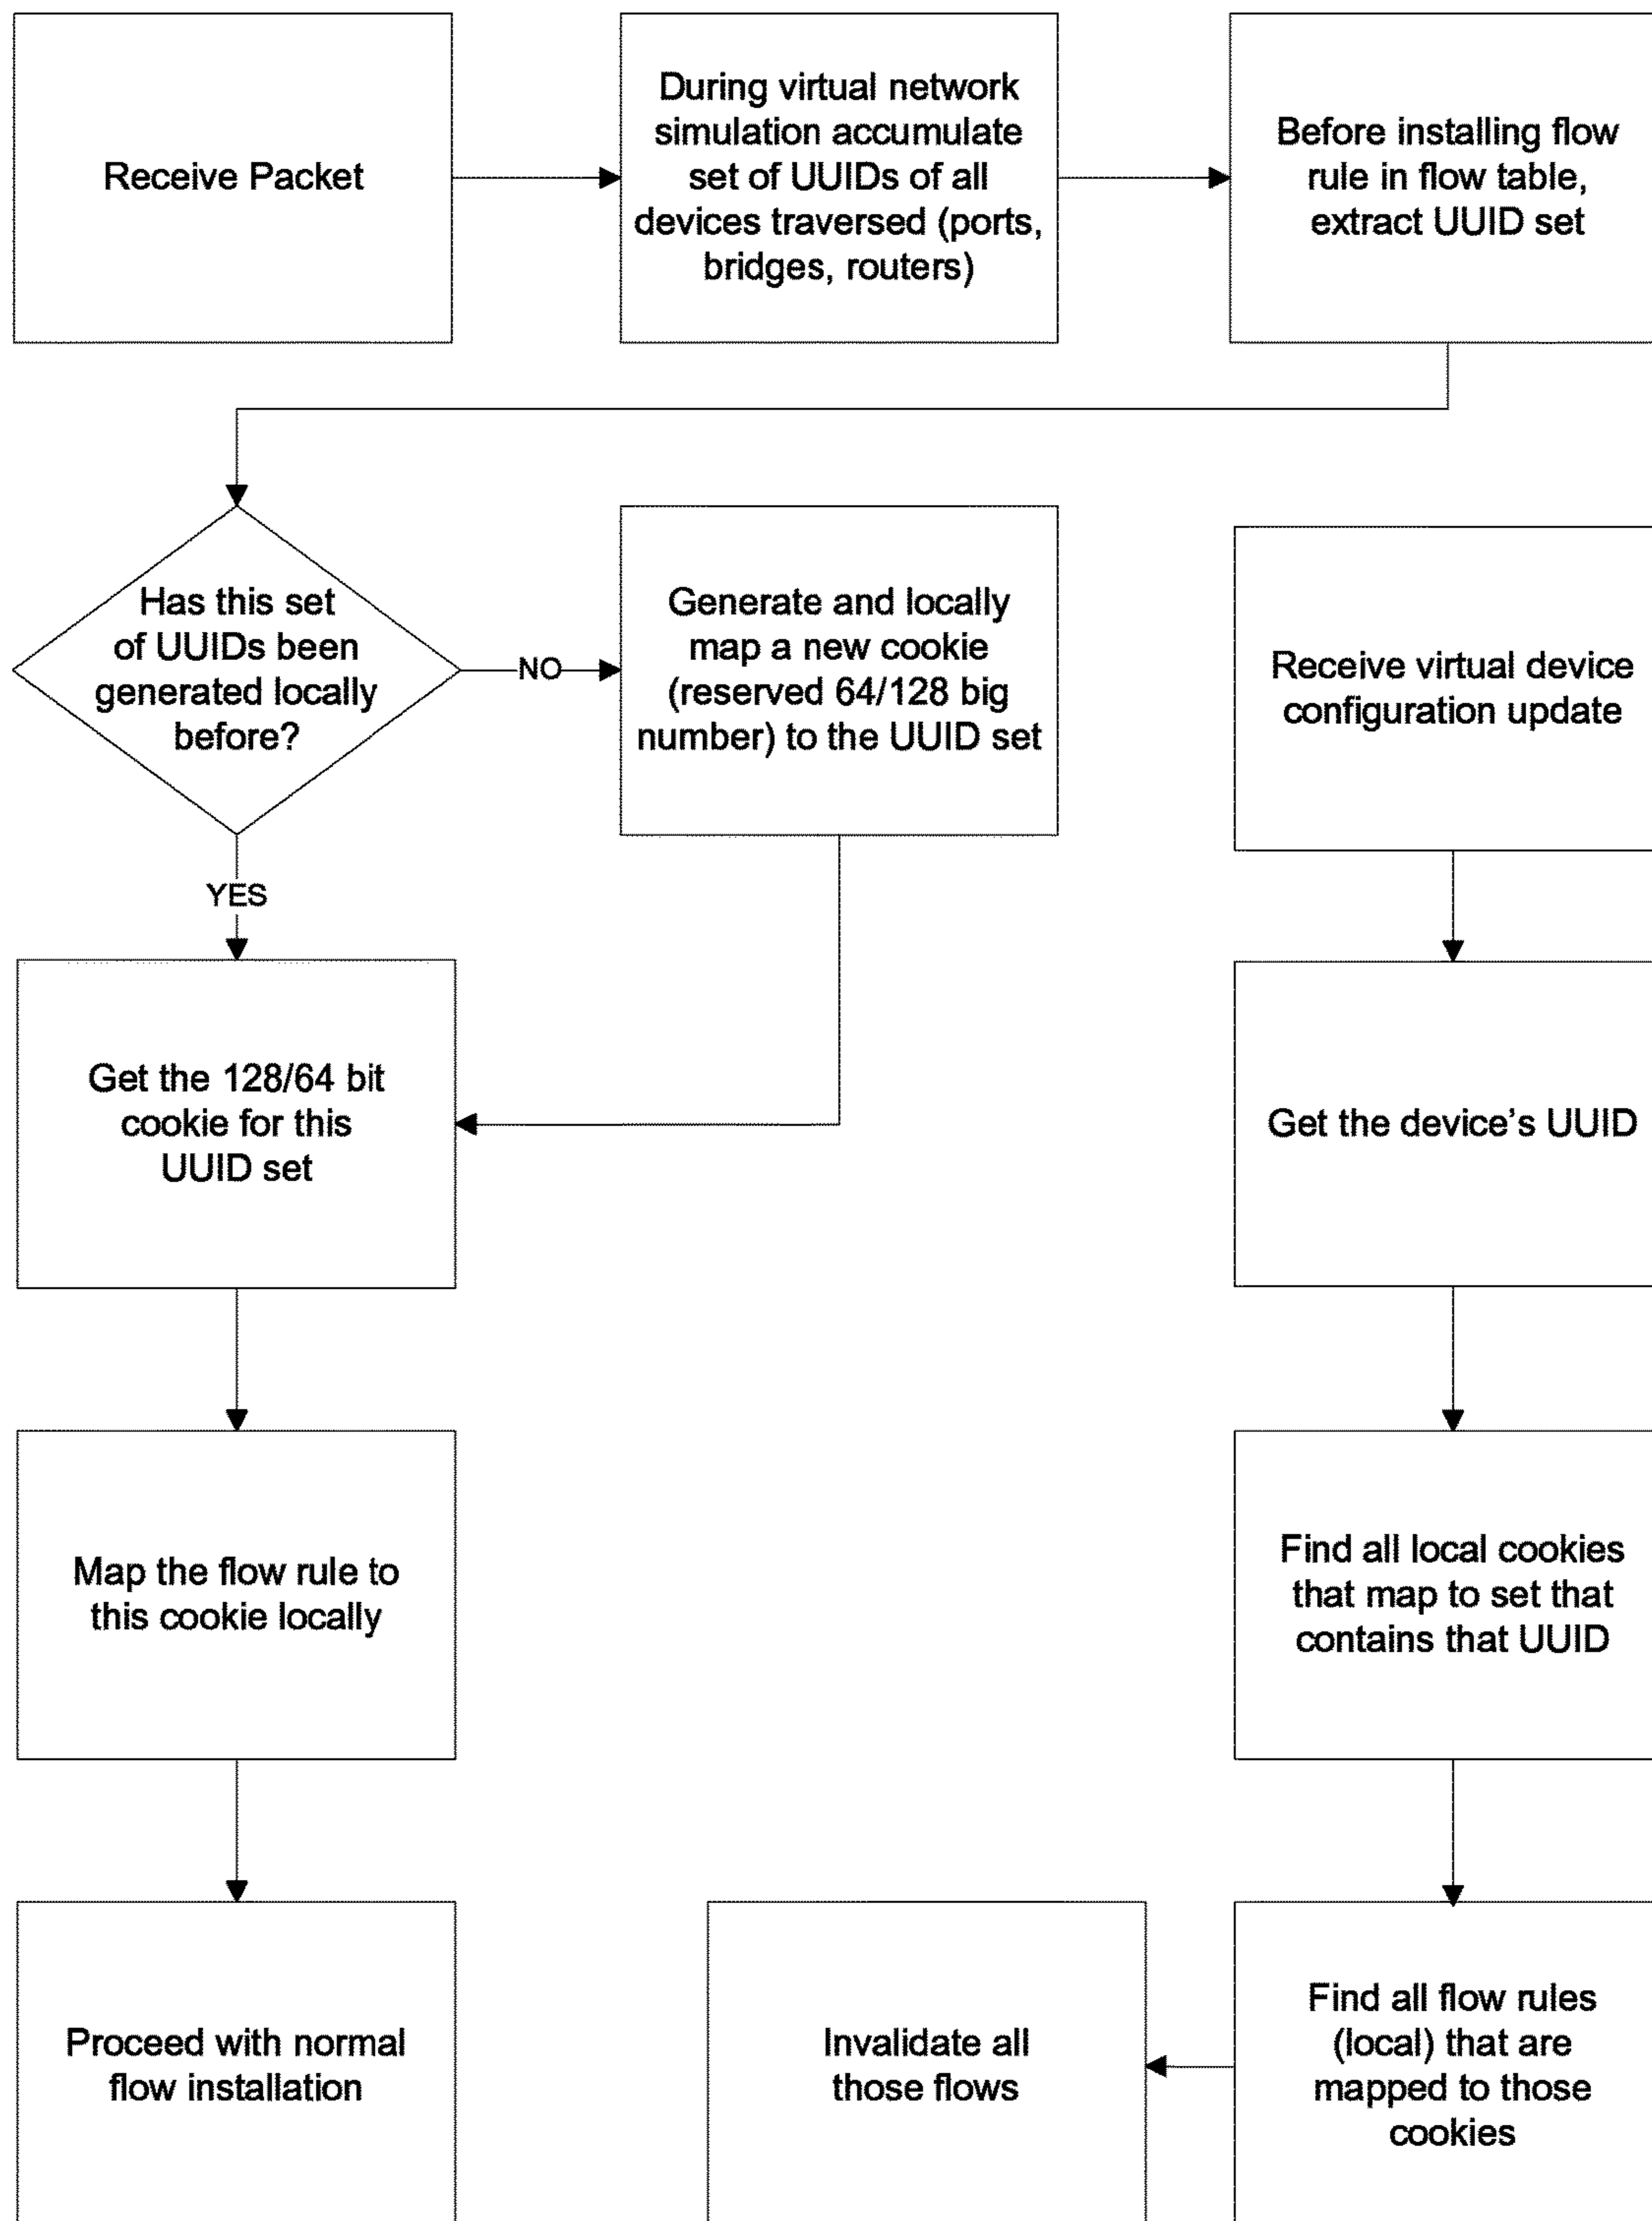 Receive Packet
During virtual network
simulation accumulate
set of UUIDs of all
devices traversed (ports,
bridges, routers)
Before installing flow
rule in flow table,
extract UUID set
Has this set
of UUIDs been
generated locally
before?
NO
Generate and locally
map a new cookie
(reserved 64/128 big
number) to the UUID set
YES
Get the 128/64 bit
cookie for this
UUID set
Map the flow rule to
this cookie locally
Proceed with normal
flow installation
Receive virtual device
configuration update
Get the device’s UUID
Find all local cookies
that map to set that
contains that UUID
Find all flow rules
(local) that are
mapped to those
cookies
Invalidate all
those flows